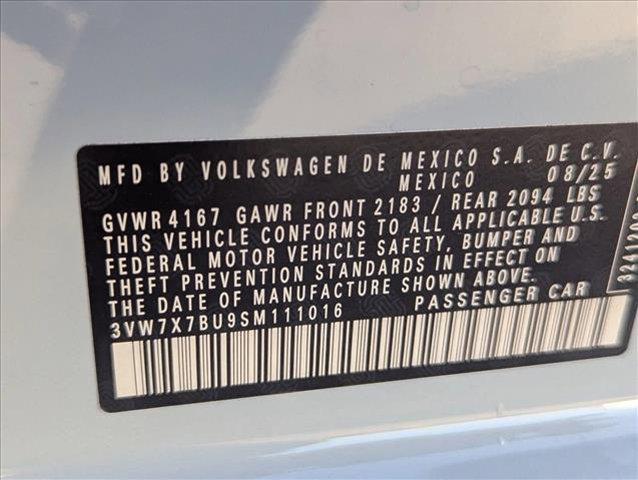 MFD BY VOLKSWAGEN DE MEXICO S.A. DE C.V.
MEXICO 08/25
GVWR 4167 GAWR FRONT 2183 / REAR 2094 LBS
THIS VEHICLE CONFORMS TO ALL APPLICABLE U.S.
FEDERAL MOTOR VEHICLE SAFETY, BUMPER AND
THEFT PREVENTION STANDARDS IN EFFECT ON
THE DATE OF MANUFACTURE SHOWN ABOVE.
3VW7X7BU9SM111016 PASSENGER CAR